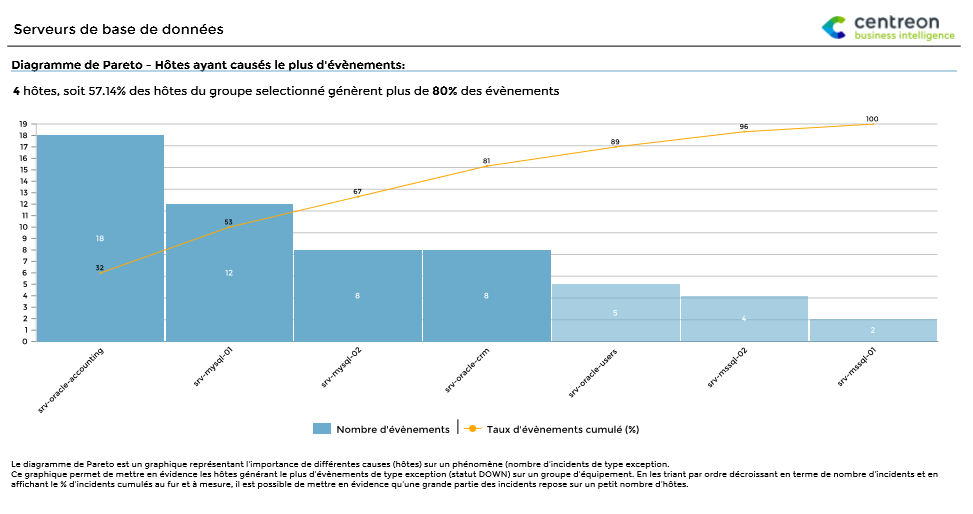 Serveurs de base de données
centreon
business intelligence
Diagramme de Pareto - Hôtes ayant causés le plus d'évènements:
4 hôtes, soit 57.14% des hôtes du groupe selectionné génèrent plus de 80% des évènements
19
18
17
16
15
14
13
12
11
10
9
8
7
6
5
4
3
2
1
0
32
53
67
81
89
96
100
18
12
8
8
5
4
2
srv-oracle-accounting
srv-mysql-01
srv-mysql-02
srv-oracle-crm
srv-oracle-users
srv-mssql-02
srv-mssql-01
Nombre d'évènements
Taux d'évènements cumulé (%)
Le diagramme de Pareto est un graphique représentant l'importance de différentes causes (hôtes) sur un phénomène (nombre d'incidents de type exception.
Ce graphique permet de mettre en évidence les hôtes générant le plus d'évènements de type exception (statut DOWN) sur un groupe d'équipement. En les triant par ordre décroissant en terme de nombre d'incidents et en
affichant le % d'incidents cumulés au fur et à mesure, il est possible de mettre en évidence qu'une grande partie des incidents repose sur un petit nombre d'hôtes.